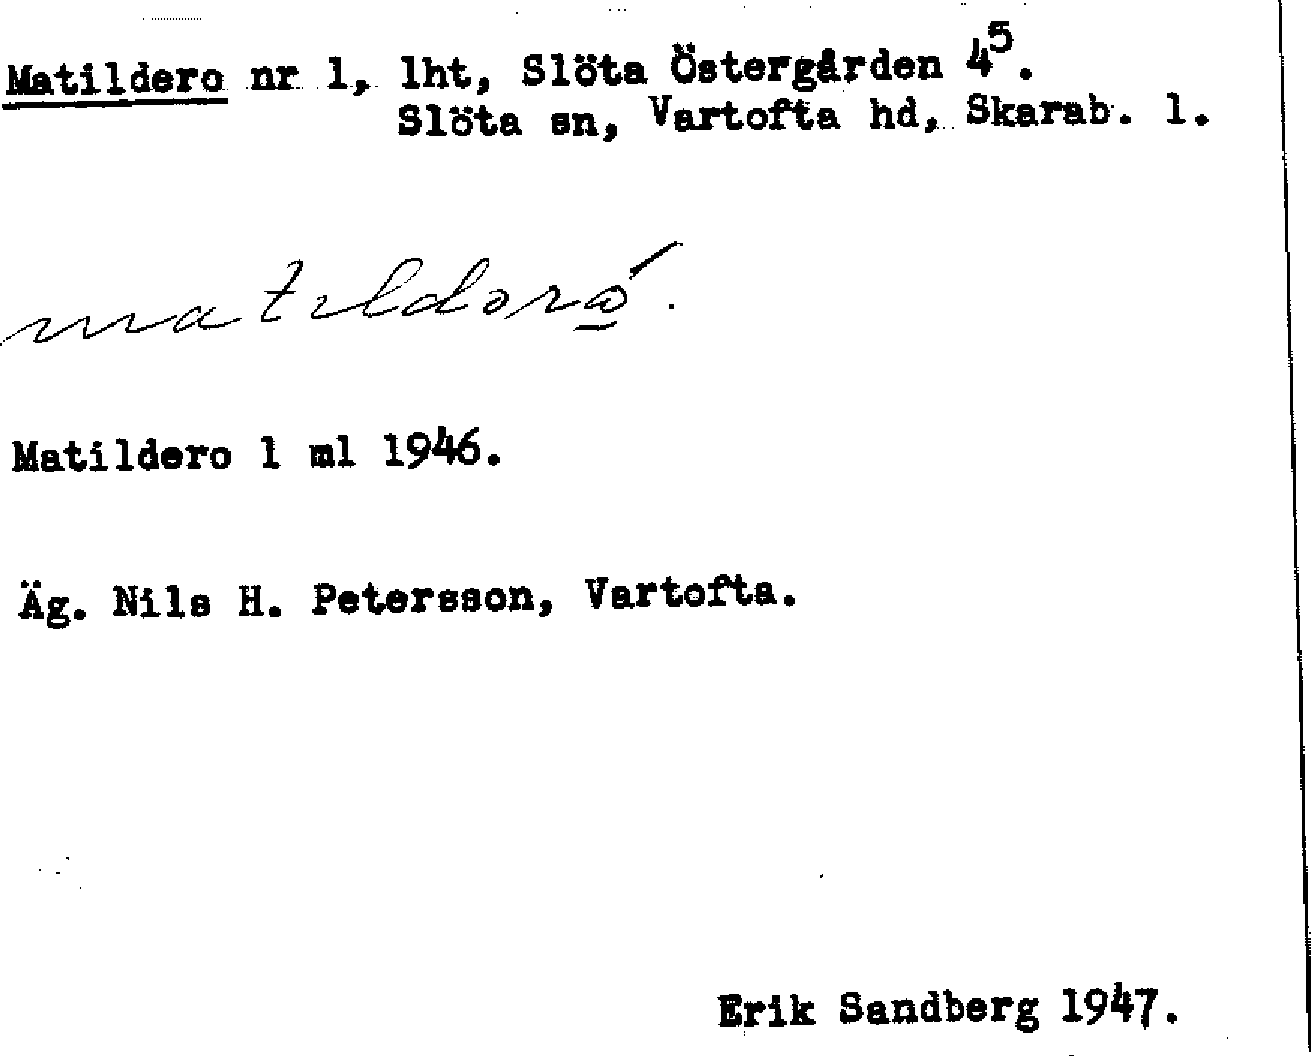 Matildero nr 1, lht, Slöta Östergården 4⁵.
Slöta sn, Vartofta hd, Skarab. l.
matıldəró̱.
Matildero 1 ml 1946.
Äg. Nils H. Petersson, Vartofta.
Erik Sandberg 1947.